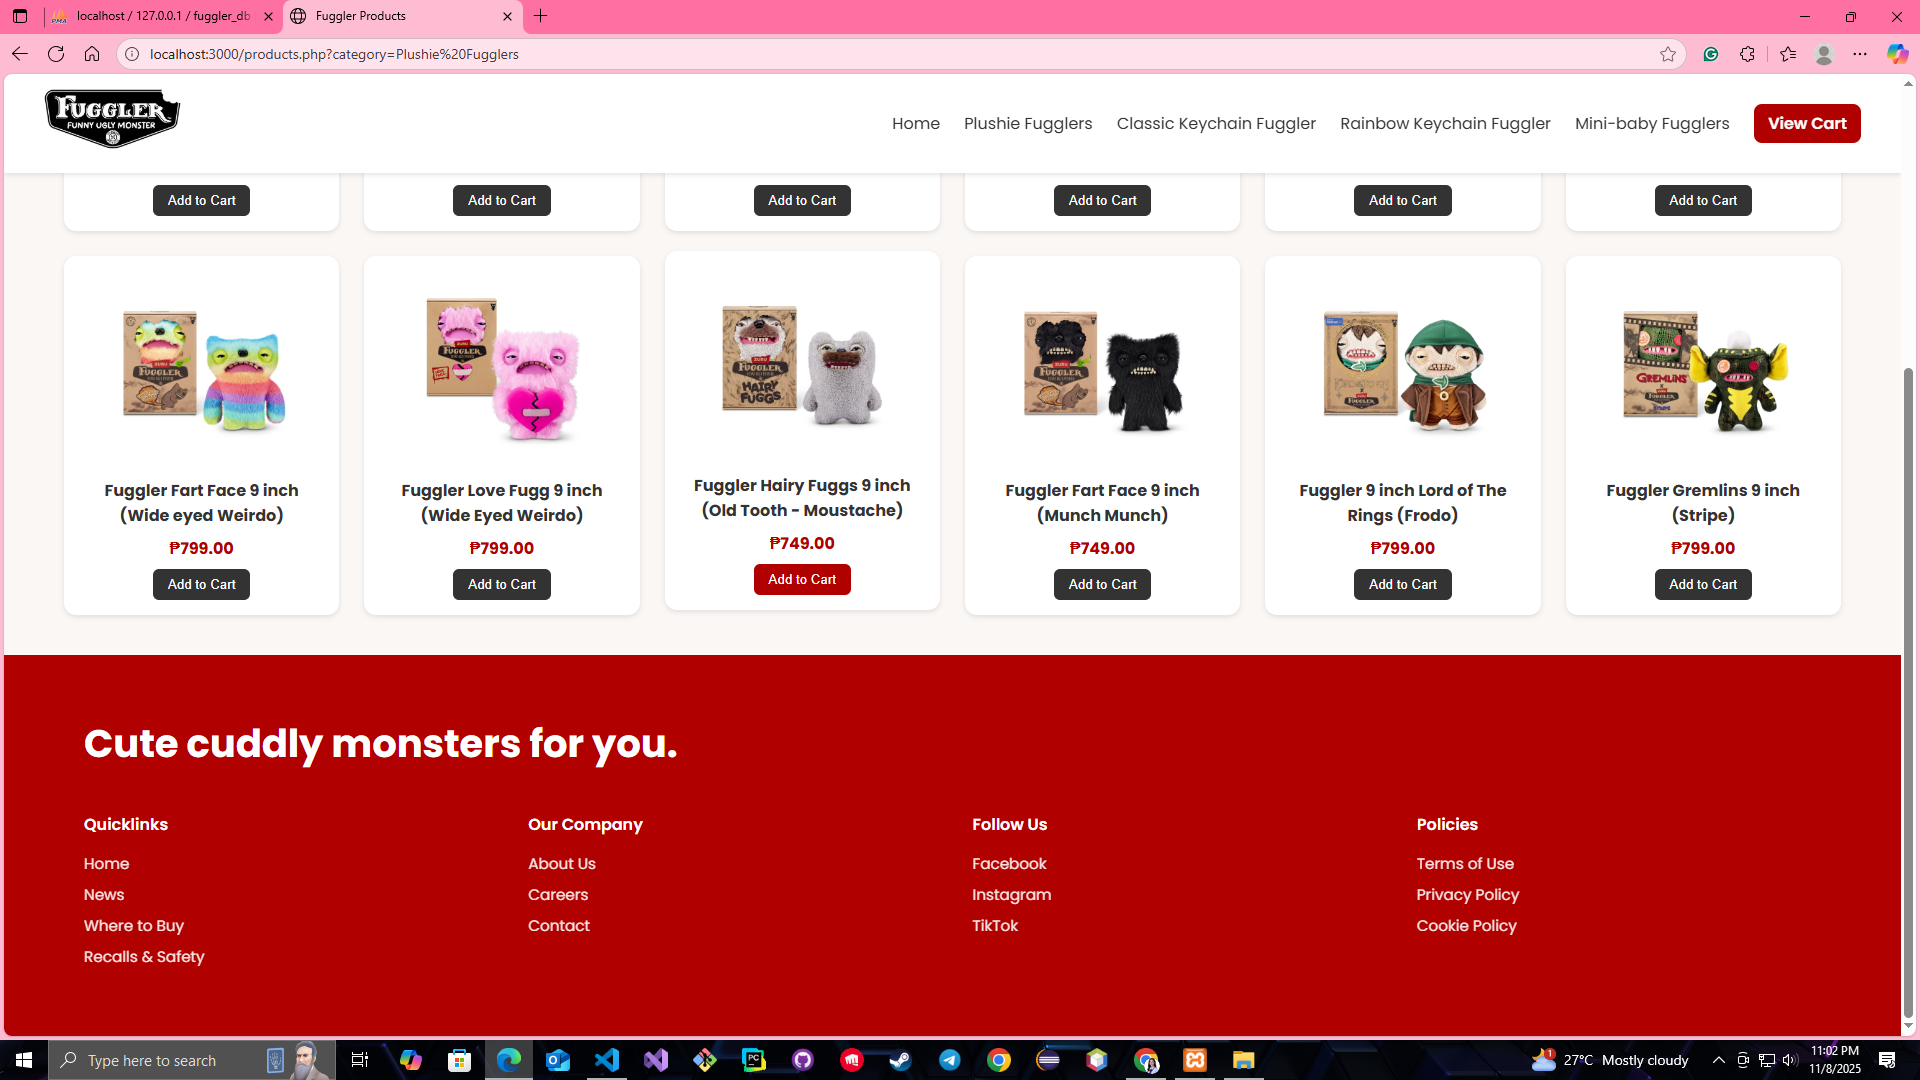 localhost / 127.0.0.1 / fuggler_db
Fuggler Products
localhost:3000/products.php?category=Plushie%20Fugglers
FUGGLER
FUNNY UGLY MONSTER
Home
Plushie Fugglers
Classic Keychain Fuggler
Rainbow Keychain Fuggler
Mini-baby Fugglers
View Cart
Add to Cart
Add to Cart
Add to Cart
Add to Cart
Add to Cart
Add to Cart
Fuggler Fart Face 9 inch
(Wide eyed Weirdo)
₱799.00
Add to Cart
Fuggler Love Fugg 9 inch
(Wide Eyed Weirdo)
₱799.00
Add to Cart
HAIRY
FUGGS
Fuggler Hairy Fuggs 9 inch
(Old Tooth - Moustache)
₱749.00
Add to Cart
Fuggler Fart Face 9 inch
(Munch Munch)
₱749.00
Add to Cart
Fuggler 9 inch Lord of The
Rings (Frodo)
₱799.00
Add to Cart
GREMLINS
Fuggler Gremlins 9 inch
(Stripe)
₱799.00
Add to Cart
Cute cuddly monsters for you.
Quicklinks
Home
News
Where to Buy
Recalls & Safety
Our Company
About Us
Careers
Contact
Follow Us
Facebook
Instagram
TikTok
Policies
Terms of Use
Privacy Policy
Cookie Policy
Type here to search
27°C Mostly cloudy
11:02 PM
11/8/2025